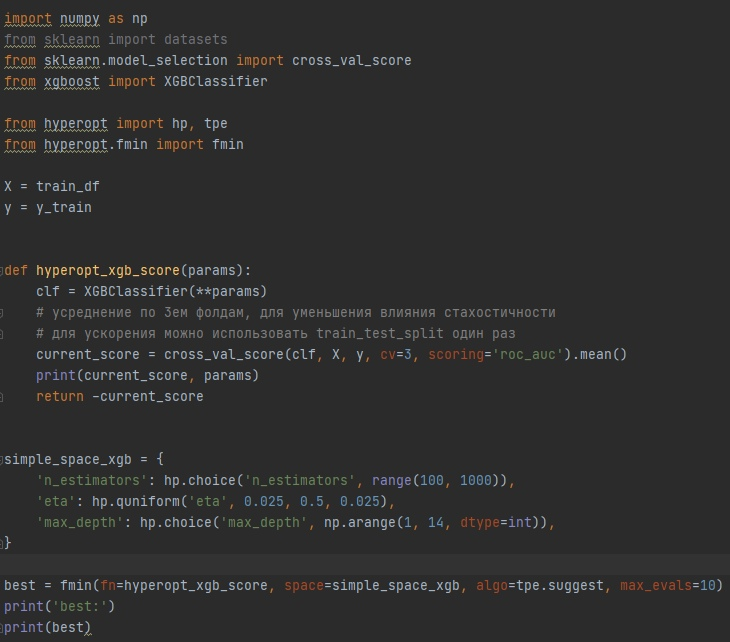 import numpy as np
from sklearn import datasets
from sklearn.model_selection import cross_val_score
from xgboost import XGBClassifier
from hyperopt import hp, tpe
from hyperopt.fmin import fmin
X = train_df
y = y_train
def hyperopt_xgb_score(params):
    clf = XGBClassifier(**params)
    # усреднение по 3ем фолдам, для уменьшения влияния стахостичности
    # для ускорения можно использовать train_test_split один раз
    current_score = cross_val_score(clf, X, y, cv=3, scoring='roc_auc').mean()
    print(current_score, params)
    return -current_score
simple_space_xgb = {
    'n_estimators': hp.choice('n_estimators', range(100, 1000)),
    'eta': hp.quniform('eta', 0.025, 0.5, 0.025),
    'max_depth': hp.choice('max_depth', np.arange(1, 14, dtype=int)),
}
best = fmin(fn=hyperopt_xgb_score, space=simple_space_xgb, algo=tpe.suggest, max_evals=10)
print('best:')
print(best)